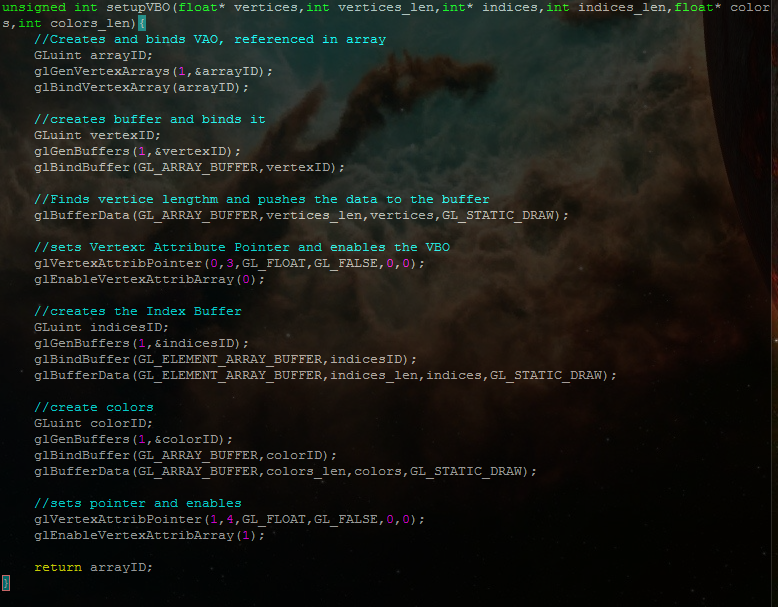 unsigned int setupVBO(float* vertices,int vertices_len,int* indices,int indices_len,float* color
s,int colors_len){
//Creates and binds VAO, referenced in array
GLuint arrayID;
glGenVertexArrays(1,&arrayID);
glBindVertexArray(arrayID);
//creates buffer and binds it
GLuint vertexID;
glGenBuffers(1,&vertexID);
glBindBuffer(GL_ARRAY_BUFFER,vertexID);
//Finds vertice lengthm and pushes the data to the buffer
glBufferData(GL_ARRAY_BUFFER,vertices_len,vertices,GL_STATIC_DRAW);
//sets Vertext Attribute Pointer and enables the VBO
glVertexAttribPointer(0,3,GL_FLOAT,GL_FALSE,0,0);
glEnableVertexAttribArray(0);
//creates the Index Buffer
GLuint indicesID;
glGenBuffers(1,&indicesID);
glBindBuffer(GL_ELEMENT_ARRAY_BUFFER,indicesID);
glBufferData(GL_ELEMENT_ARRAY_BUFFER,indices_len,indices,GL_STATIC_DRAW);
//create colors
GLuint colorID;
glGenBuffers(1,&colorID);
glBindBuffer(GL_ARRAY_BUFFER,colorID);
glBufferData(GL_ARRAY_BUFFER,colors_len,colors,GL_STATIC_DRAW);
//sets pointer and enables
glVertexAttribPointer(1,4,GL_FLOAT,GL_FALSE,0,0);
glEnableVertexAttribArray(1);
return arrayID;
}